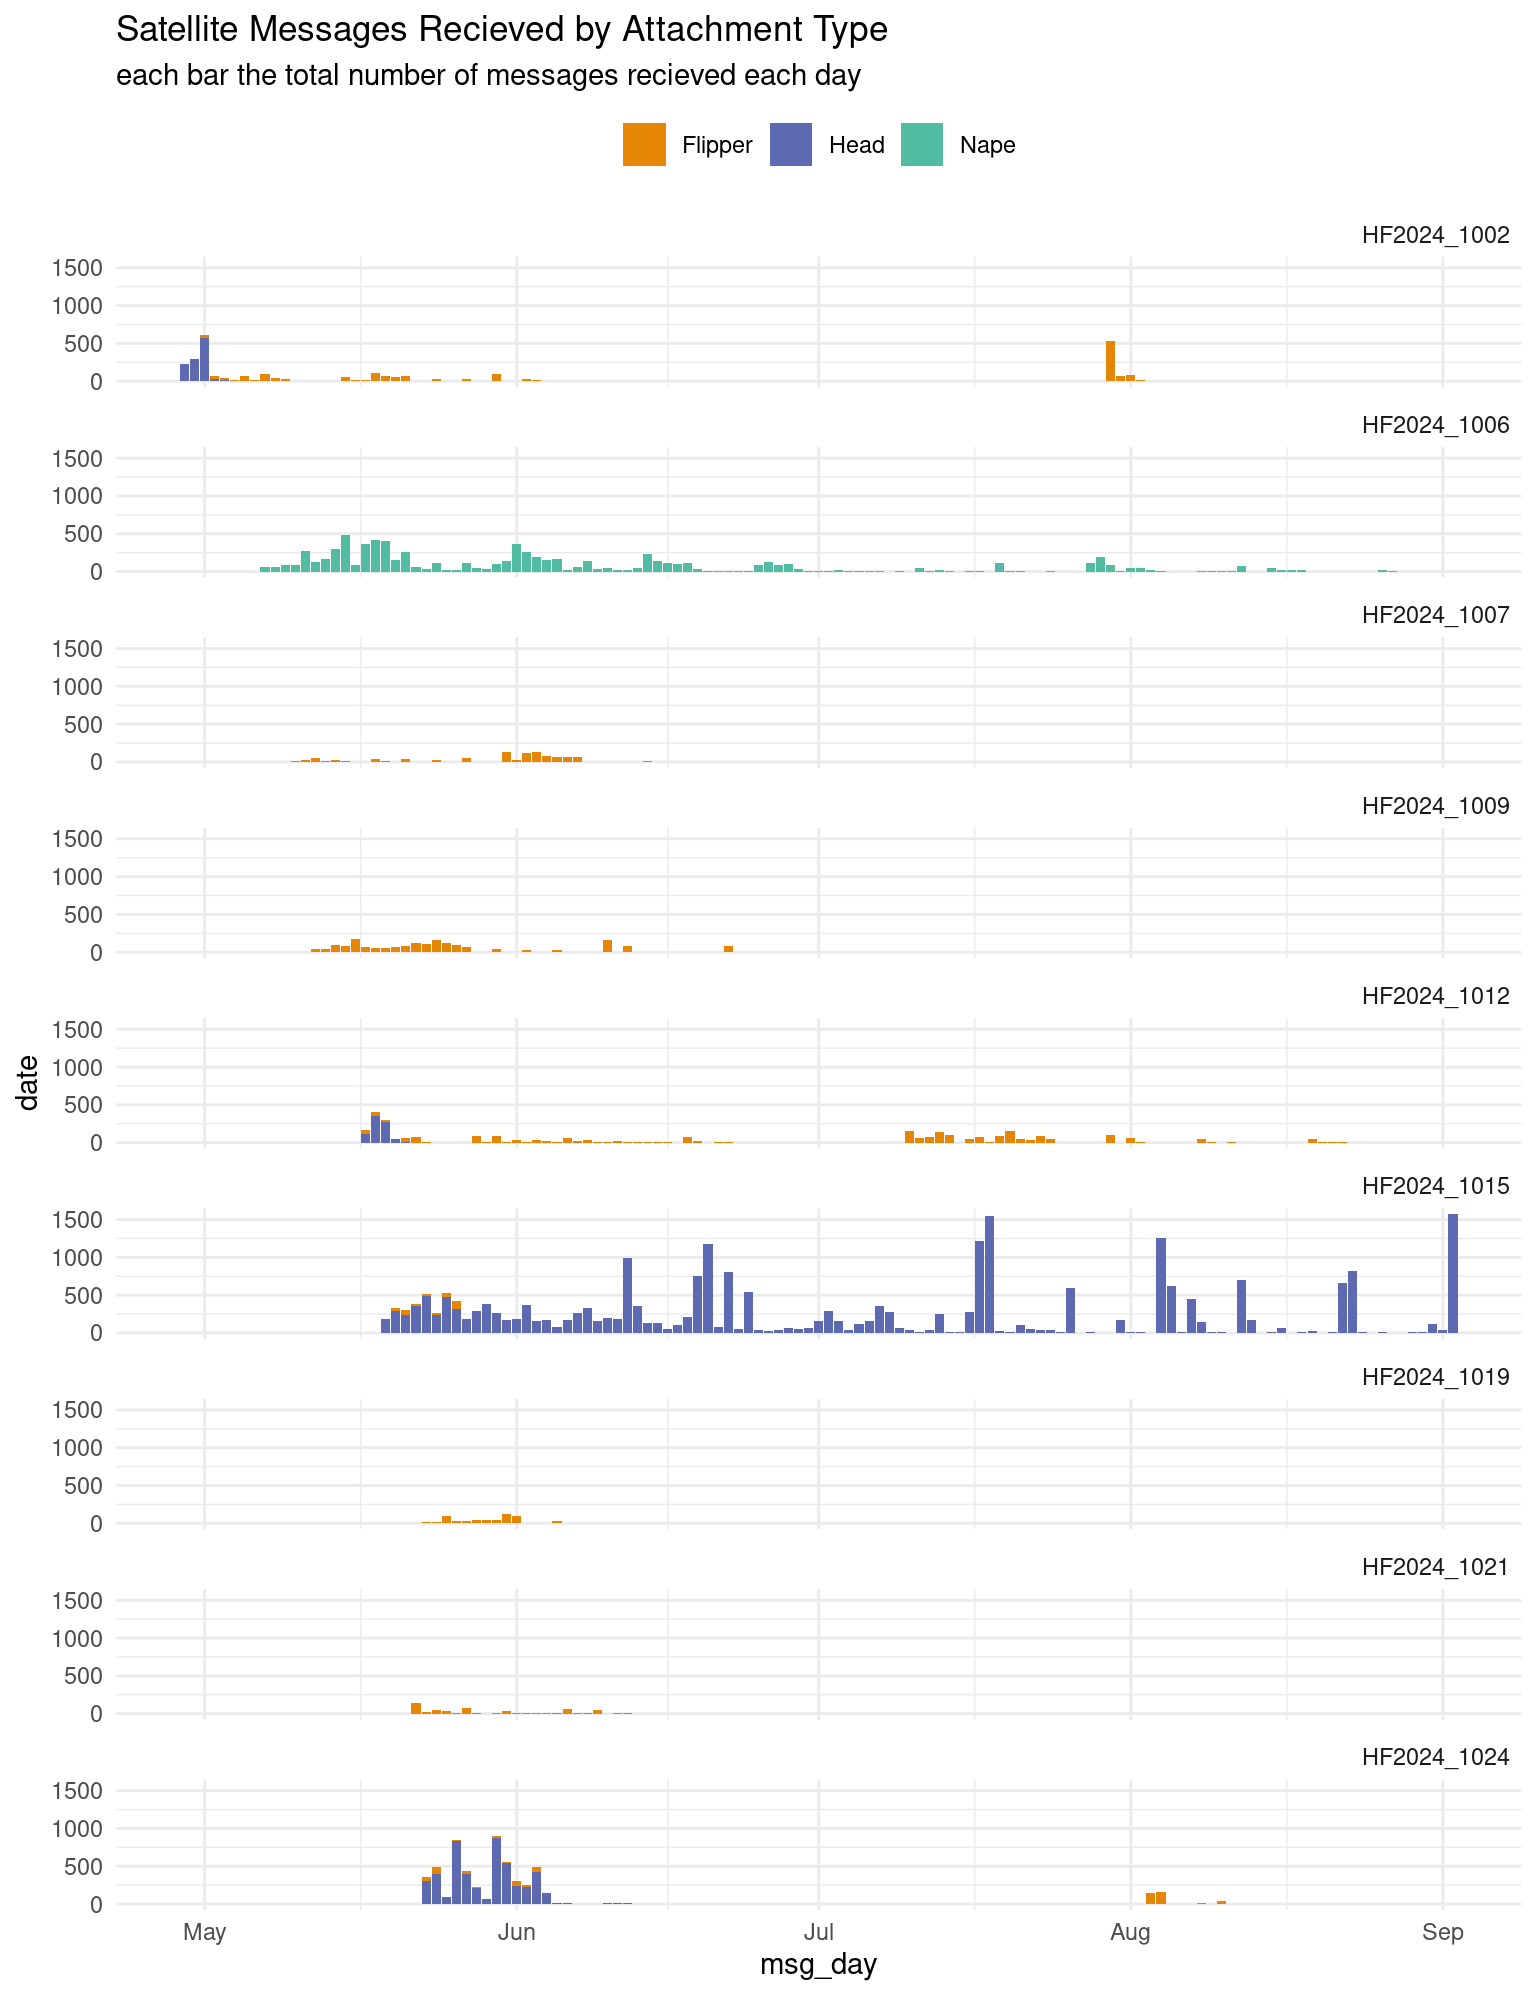 Satellite Messages Recieved by Attachment Type
each bar the total number of messages recieved each day
Flipper Head Nape
HF2024_1002
1500
1000
500
0
HF2024_1006
1500
1000
500
0
HF2024_1007
1500
1000
500
0
HF2024_1009
1500
1000
500
0
HF2024_1012
1500
1000
500
0
date
HF2024_1015
1500
1000
500
0
HF2024_1019
1500
1000
500
0
HF2024_1021
1500
1000
500
0
HF2024_1024
1500
1000
500
0
May Jun Jul Aug Sep
msg_day